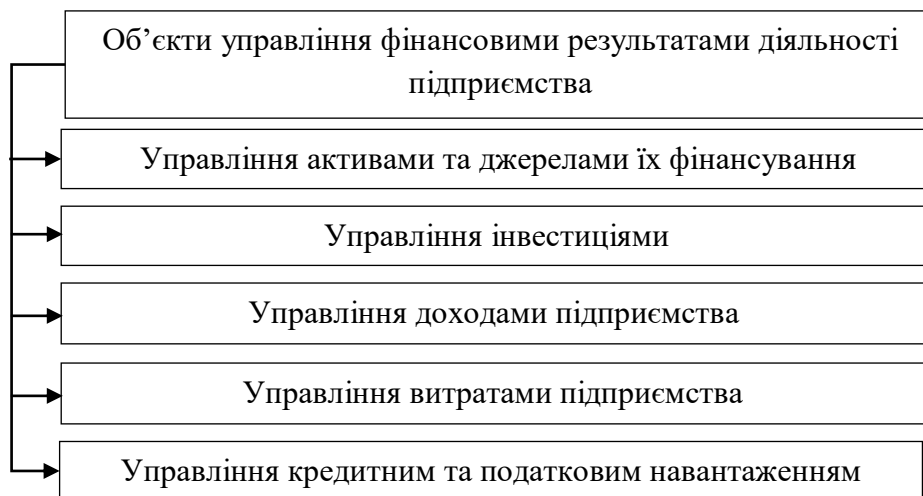 Об’єкти управління фінансовими результатами діяльності
підприємства
Управління активами та джерелами їх фінансування
Управління інвестиціями
Управління доходами підприємства
Управління витратами підприємства
Управління кредитним та податковим навантаженням